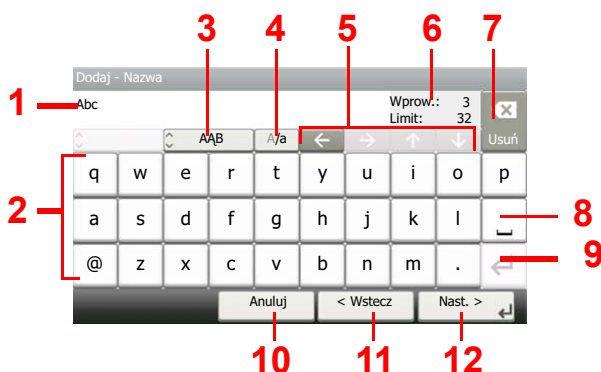 3 4 5 6 7
Dodaj - Nazwa
1 Abc Wprow.: 3
Limit: 32
AĄB A/a ← → ↑ ↓ Usuń
2 q w e r t y u i o p
a s d f g h j k l 8
@ z x c v b n m . 9
Anuluj < Wstecz Nast. >
10 11 12